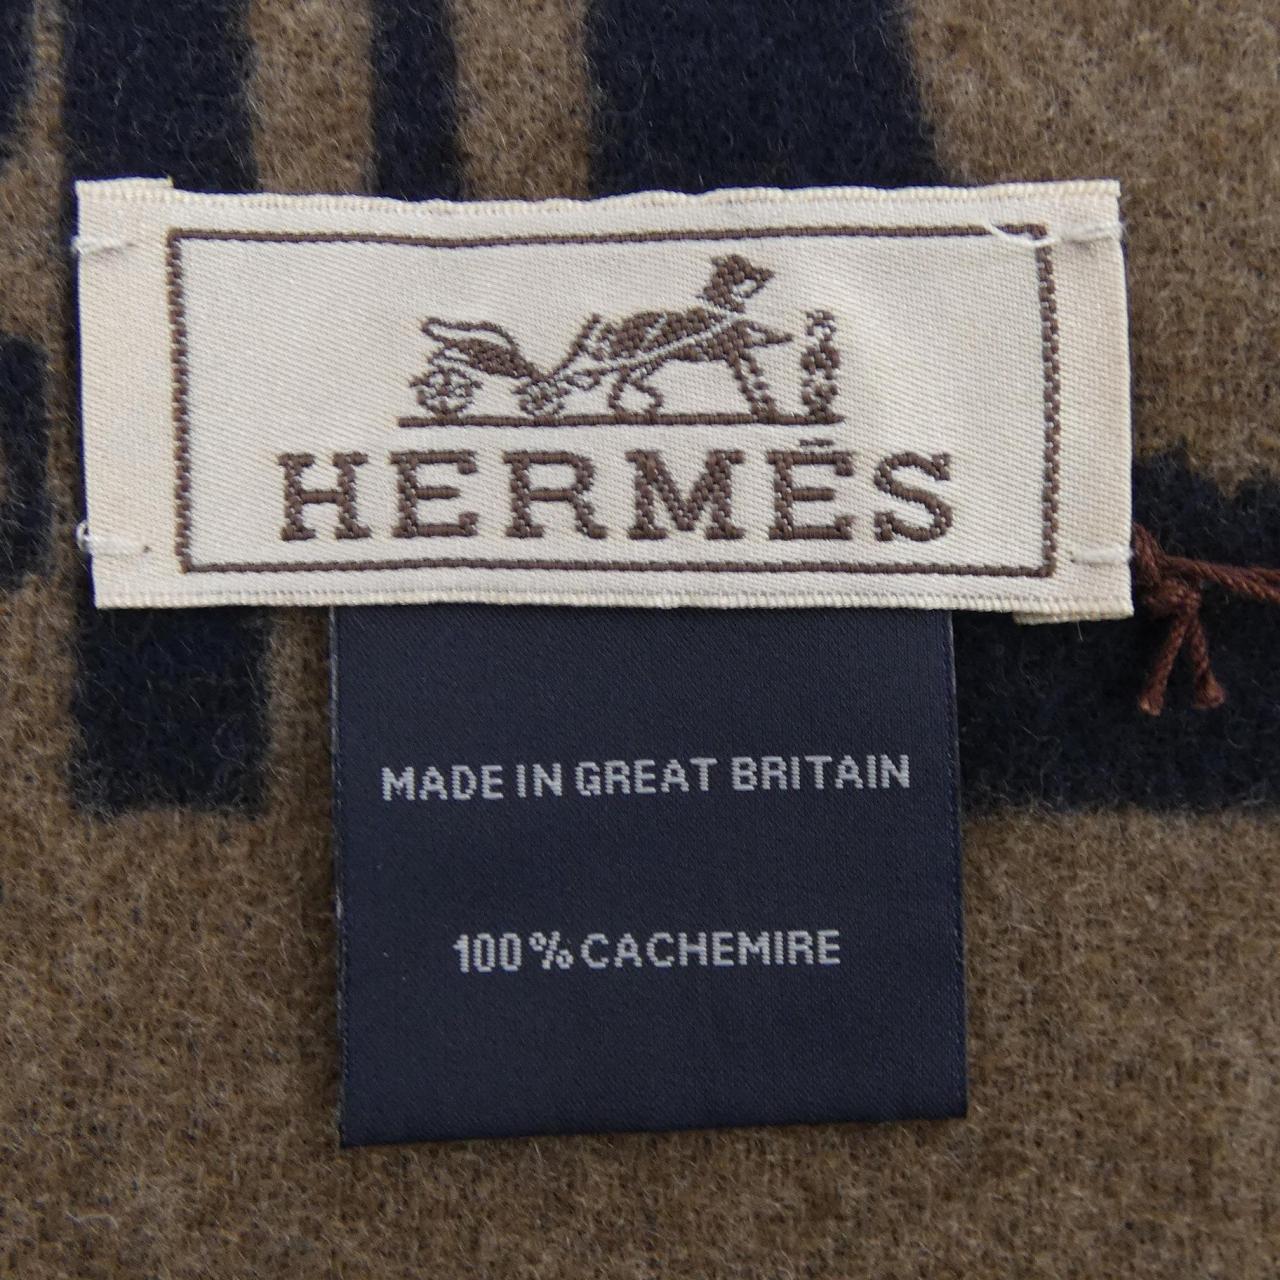 HERMÈS
MADE IN GREAT BRITAIN
100% CACHEMIRE